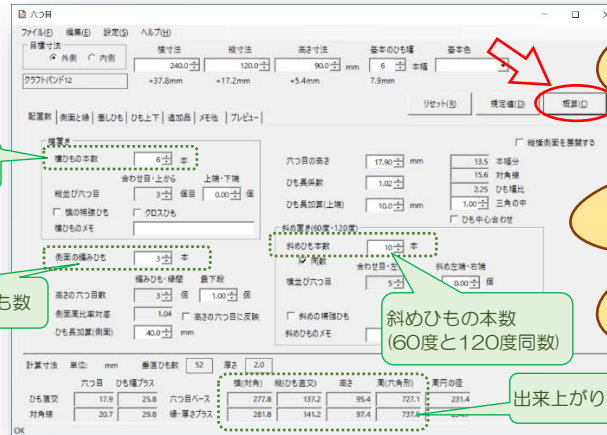 六つ目
ファイル(F) 編集(E) 設定(S) ヘルプ(H)
目標寸法 横寸法 縦寸法 高さ寸法 基本のひも幅 基本色
外側 内側 240.0 120.0 90.0 mm 6 本幅
クラフトバンド12 +37.8mm +17.2mm +5.4mm 7.9mm
リセット(R) 規定値(D) 概算(C)
配置数 側面と縁 差しひも ひも上下 追加品 メモ他 プレビュー
縦横側面を展開する
横置き
横ひもの本数 6 本
合わせ目・上から 上端・下端
縦並び六つ目 3 個目 0.00 個
横の補強ひも クロスひも
横ひものメモ
六つ目の高さ 17.90 mm
ひも長係数 1.02
ひも長加算(上端) 10.0 mm
13.5 本幅分
15.6 対角線
2.25 ひも幅比
1.00 三角の中
ひも中心合わせ
側面の編みひも 3 本
編みひも・縁間 最下段
高さの六つ目数 3 個 1.00 個
側面周比率対底 1.04 高さの六つ目に反映
ひも長加算(側面) 40.0 mm
斜め置き(60度・120度)
斜めひも本数 10 本
同数
合わせ目・左 斜め左端・右端
横並び六つ目 5 0.00 個
斜めの補強ひも
斜めひものメモ
も数
斜めひもの本数
(60度と120度同数)
計算寸法 単位: mm 垂直ひも数 52 厚さ 2.0
六つ目 ひも幅プラス 横(対角) 縦(ひも直交) 高さ 周(六角形) 周円の径
ひも直交 17.9 25.8 六つ目ベース 277.8 137.2 95.4 727.1 231.4
対角線 20.7 29.8 縁・厚さプラス 281.8 141.2 97.4
出来上がり
OK